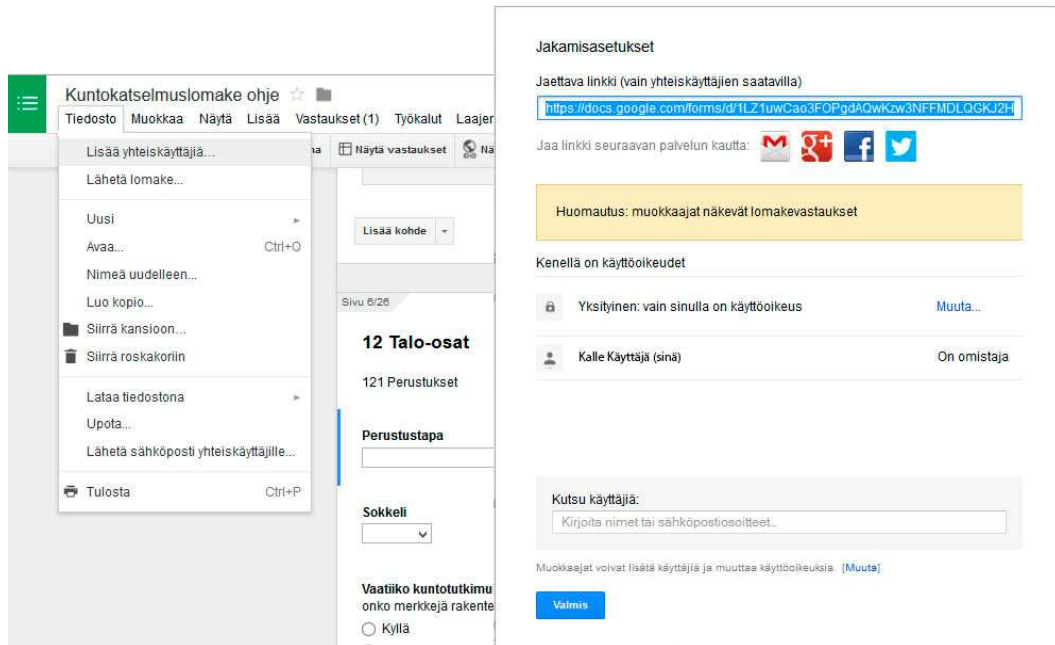 Kuntokatselmuslomake ohje
Tiedosto Muokkaa Näytä Lisää Vastaukset (1) Työkalut Laajer
Näytä vastaukset Nä
Lisää yhteiskäyttäjiä...
Lähetä lomake...
Uusi
Avaa... Ctrl+O
Nimeä uudelleen...
Luo kopio...
Siirrä kansioon...
Siirrä roskakoriin
Lataa tiedostona
Upota...
Lähetä sähköposti yhteiskäyttäjille...
Tulosta Ctrl+P
Lisää kohde
Sivu 6/26
12 Talo-osat
121 Perustukset
Perustustapa
Sokkeli
Vaatiiko kuntotutkimu
onko merkkejä rakente
Kyllä
Jakamisasetukset
Jaettava linkki (vain yhteiskäyttäjien saatavilla)
https://docs.google.com/forms/d/1LZ1uwCao3FOPgdAQwKzw3NFFMDLQGKJ2H
Jaa linkki seuraavan palvelun kautta:
Huomautus: muokkaajat näkevät lomakevastaukset
Kenellä on käyttöoikeudet
Yksityinen: vain sinulla on käyttöoikeus Muuta...
Kalle Käyttäjä (sinä) On omistaja
Kutsu käyttäjiä:
Kirjoita nimet tai sähköpostiosoitteet...
Muokkaajat voivat lisätä käyttäjiä ja muuttaa käyttöoikeuksia. [Muuta]
Valmis